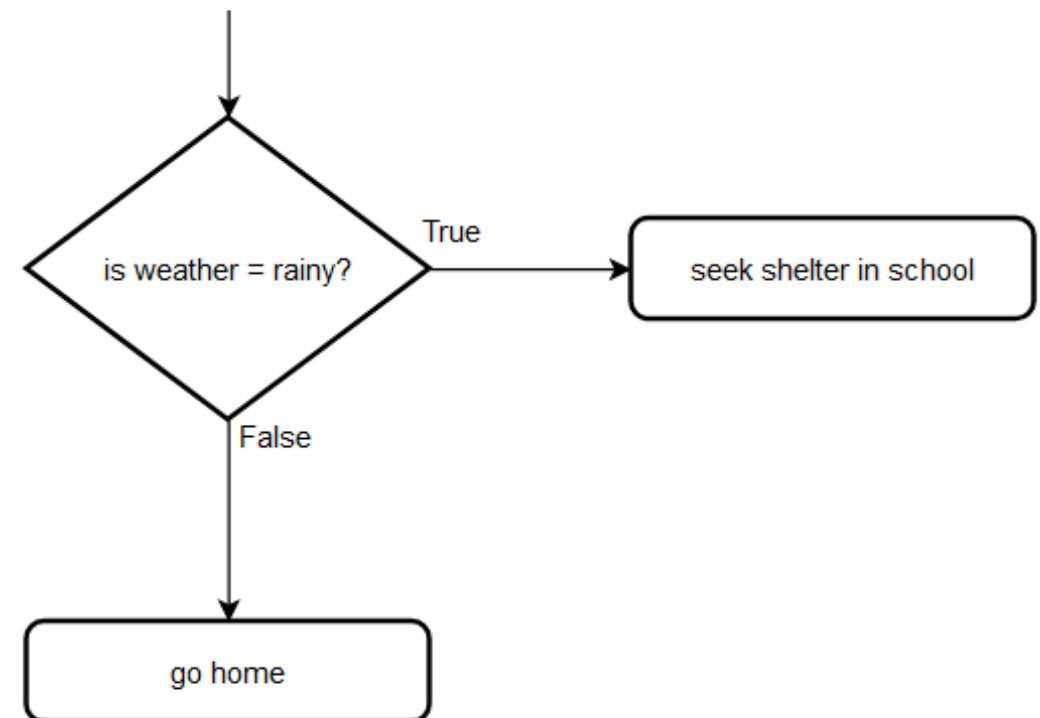 True
is weather = rainy?
seek shelter in school
False
go home